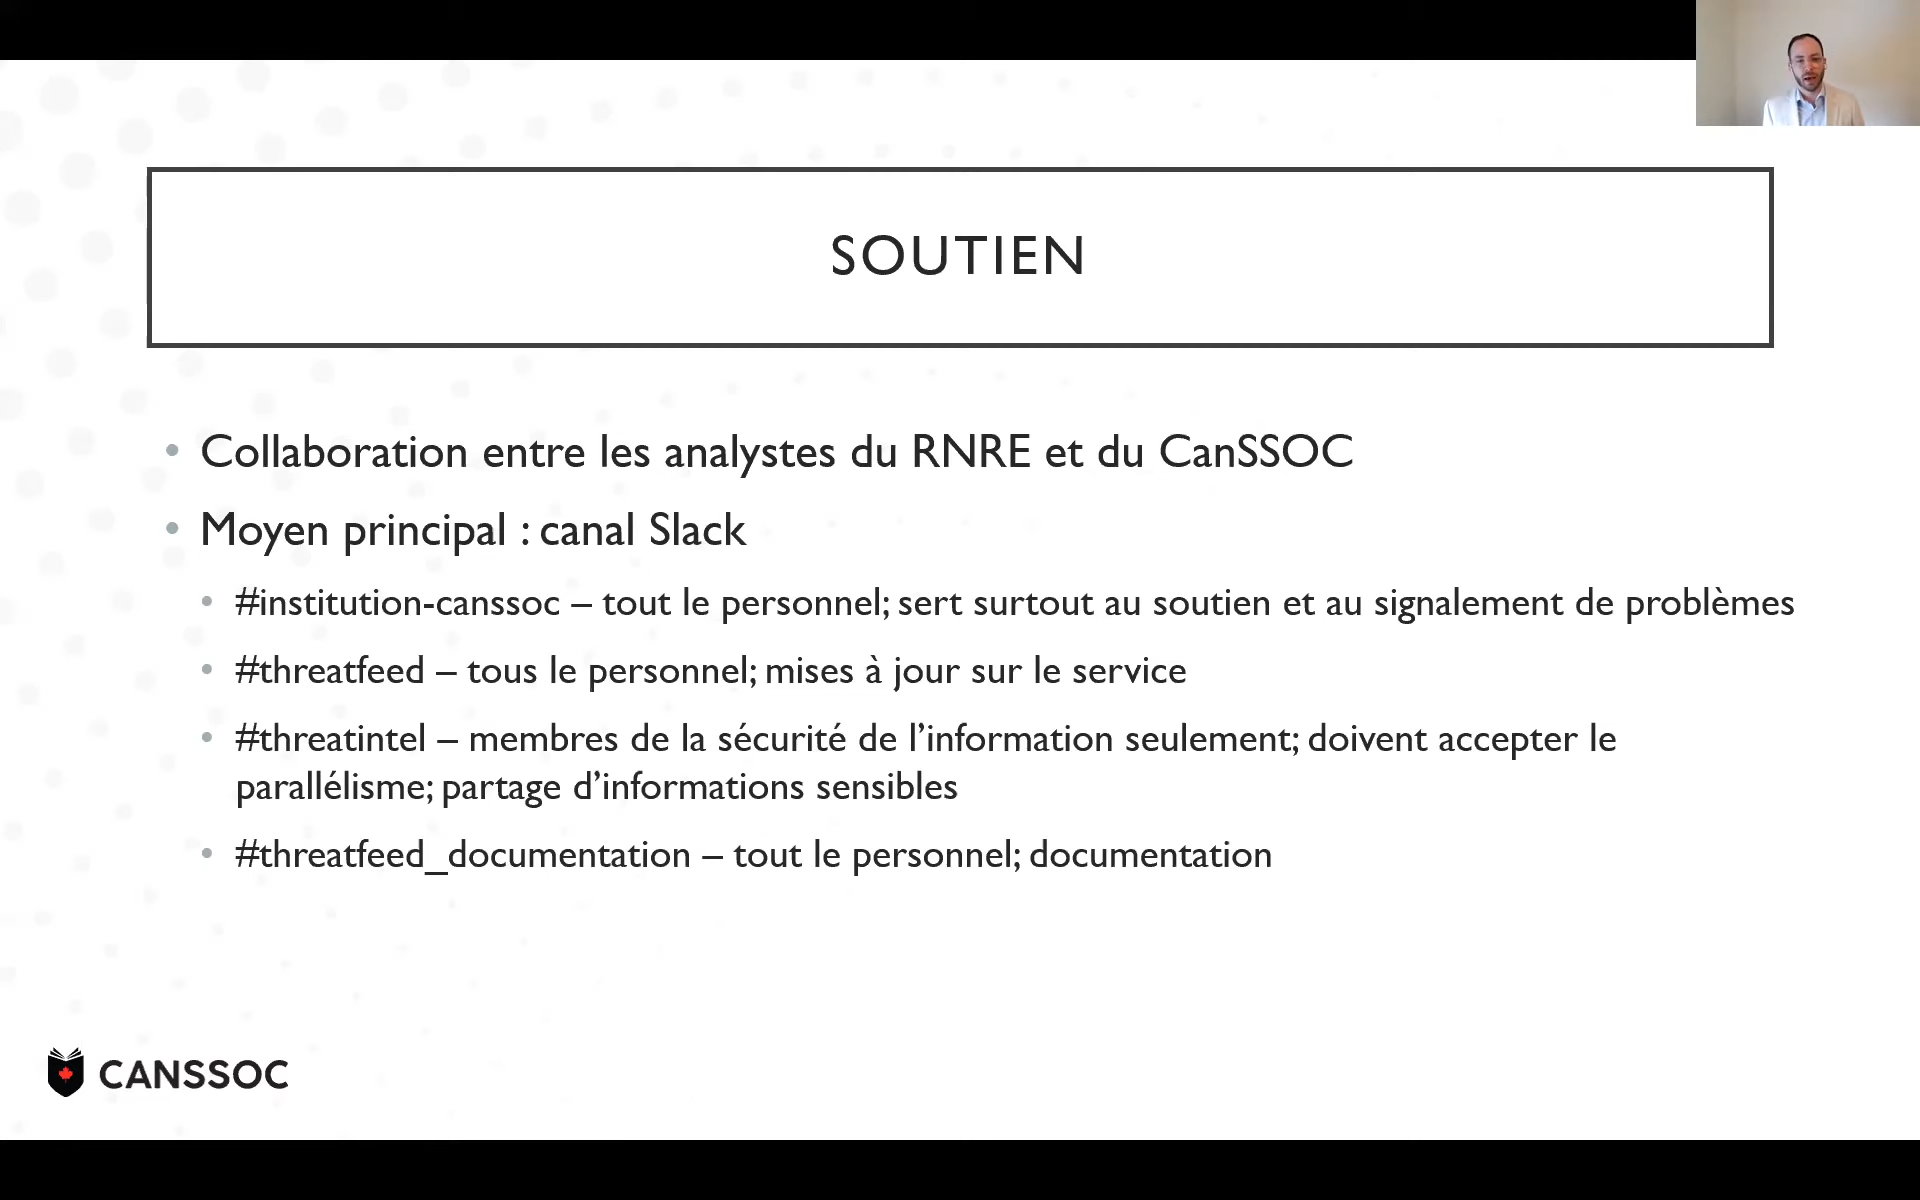 SOUTIEN
Collaboration entre les analystes du RNRE et du CanSSOC
Moyen principal : canal Slack
#institution-canssoc – tout le personnel; sert surtout au soutien et au signalement de problèmes
#threatfeed – tous le personnel; mises à jour sur le service
#threatintel – membres de la sécurité de l’information seulement; doivent accepter le
parallélisme; partage d’informations sensibles
#threatfeed_documentation – tout le personnel; documentation
CANSSOC